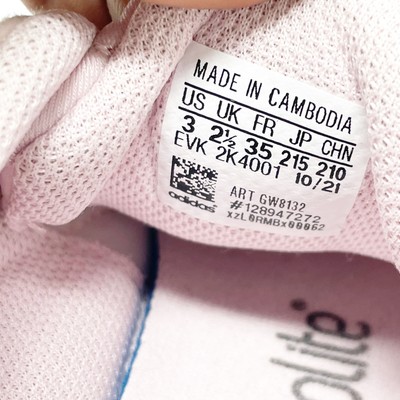 MADE IN CAMBODIA
US UK FR JP CHN
3 2½ 35 215 210
EVK 2K4001 10/21
adidas
ART GW8132
#128947272
xzL0RMBx00062
olite®